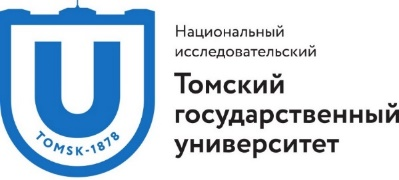 U
TOMSK-1878
Национальный
исследовательский
Томский
государственный
университет